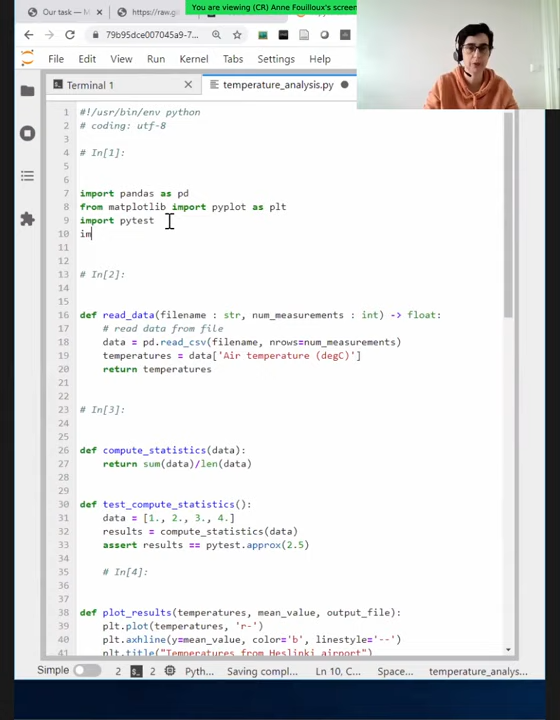 You are viewing (CR) Anne Fouilloux's screen
Our task — M
https://raw.gi
79b95dce007045a9-7...
File Edit View Run Kernel Tabs Settings
Terminal 1
temperature_analysis.py
1 #!/usr/bin/env python
2 # coding: utf-8
3
4 # In[1]:
5
6
7 import pandas as pd
8 from matplotlib import pyplot as plt
9 import pytest
10 im
11
12
13 # In[2]:
14
15
16 def read_data(filename : str, num_measurements : int) -> float:
17 # read data from file
18 data = pd.read_csv(filename, nrows=num_measurements)
19 temperatures = data['Air temperature (degC)']
20 return temperatures
21
22
23 # In[3]:
24
25
26 def compute_statistics(data):
27 return sum(data)/len(data)
28
29
30 def test_compute_statistics():
31 data = [1., 2., 3., 4.]
32 results = compute_statistics(data)
33 assert results == pytest.approx(2.5)
34
35 # In[4]:
36
37
38 def plot_results(temperatures, mean_value, output_file):
39 plt.plot(temperatures, 'r-')
40 plt.axhline(y=mean_value, color='b', linestyle='--')
41 plt.title("Temperatures from Heslinki airport")
Simple 2 2 Pyth... Saving compl... Ln 10, C... Space... temperature_analys...